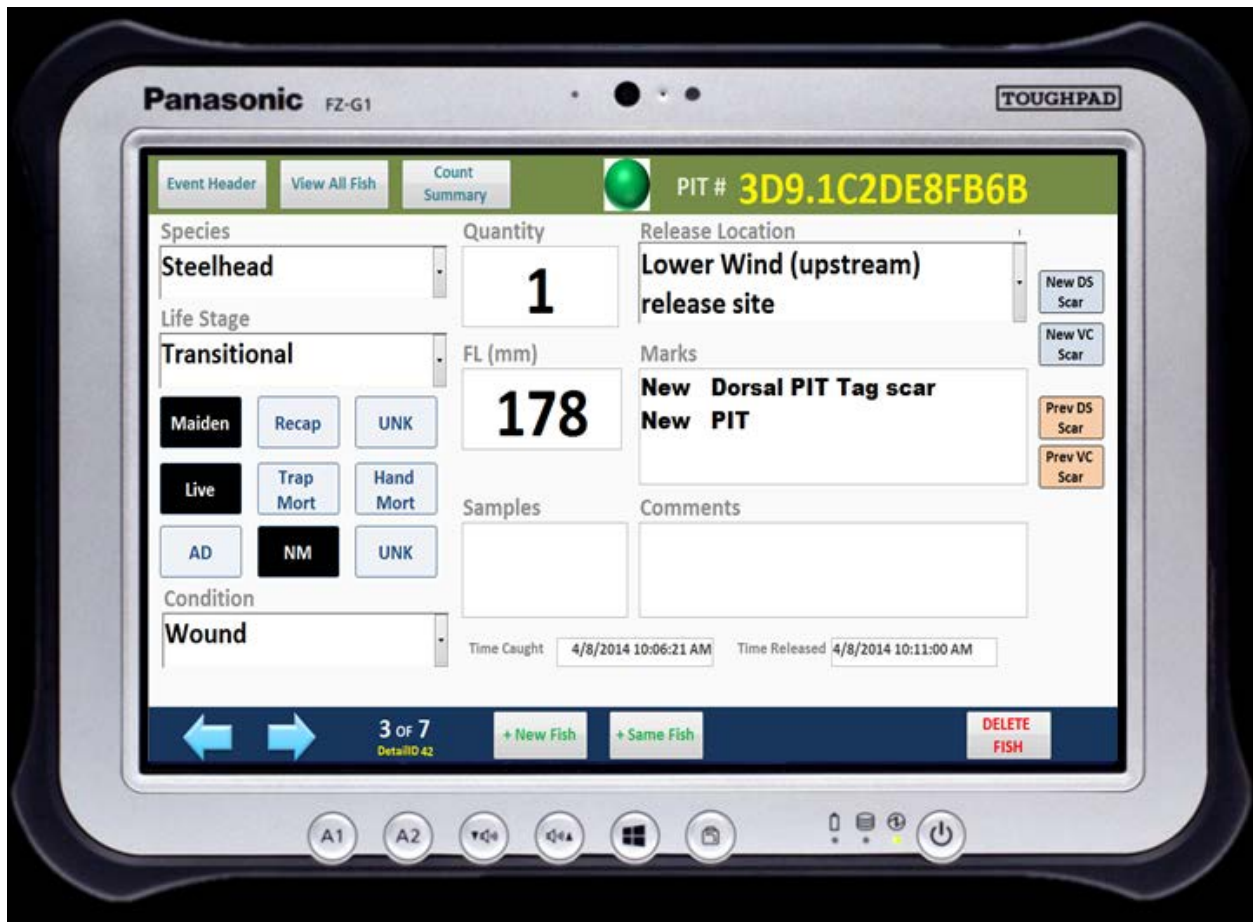 Panasonic FZ-G1
TOUGHPAD
Event Header
View All Fish
Count
Summary
PIT # 3D9.1C2DE8FB6B
Species
Steelhead
Quantity
1
Release Location
Lower Wind (upstream)
release site
New DS
Scar
New VC
Scar
Life Stage
Transitional
FL (mm)
178
Marks
New Dorsal PIT Tag scar
New PIT
Prev DS
Scar
Prev VC
Scar
Maiden
Recap
UNK
Live
Trap
Mort
Hand
Mort
AD
NM
UNK
Samples
Comments
Condition
Wound
Time Caught 4/8/2014 10:06:21 AM
Time Released 4/8/2014 10:11:00 AM
3 OF 7
DetailID 42
+ New Fish
+ Same Fish
DELETE
FISH
A1
A2